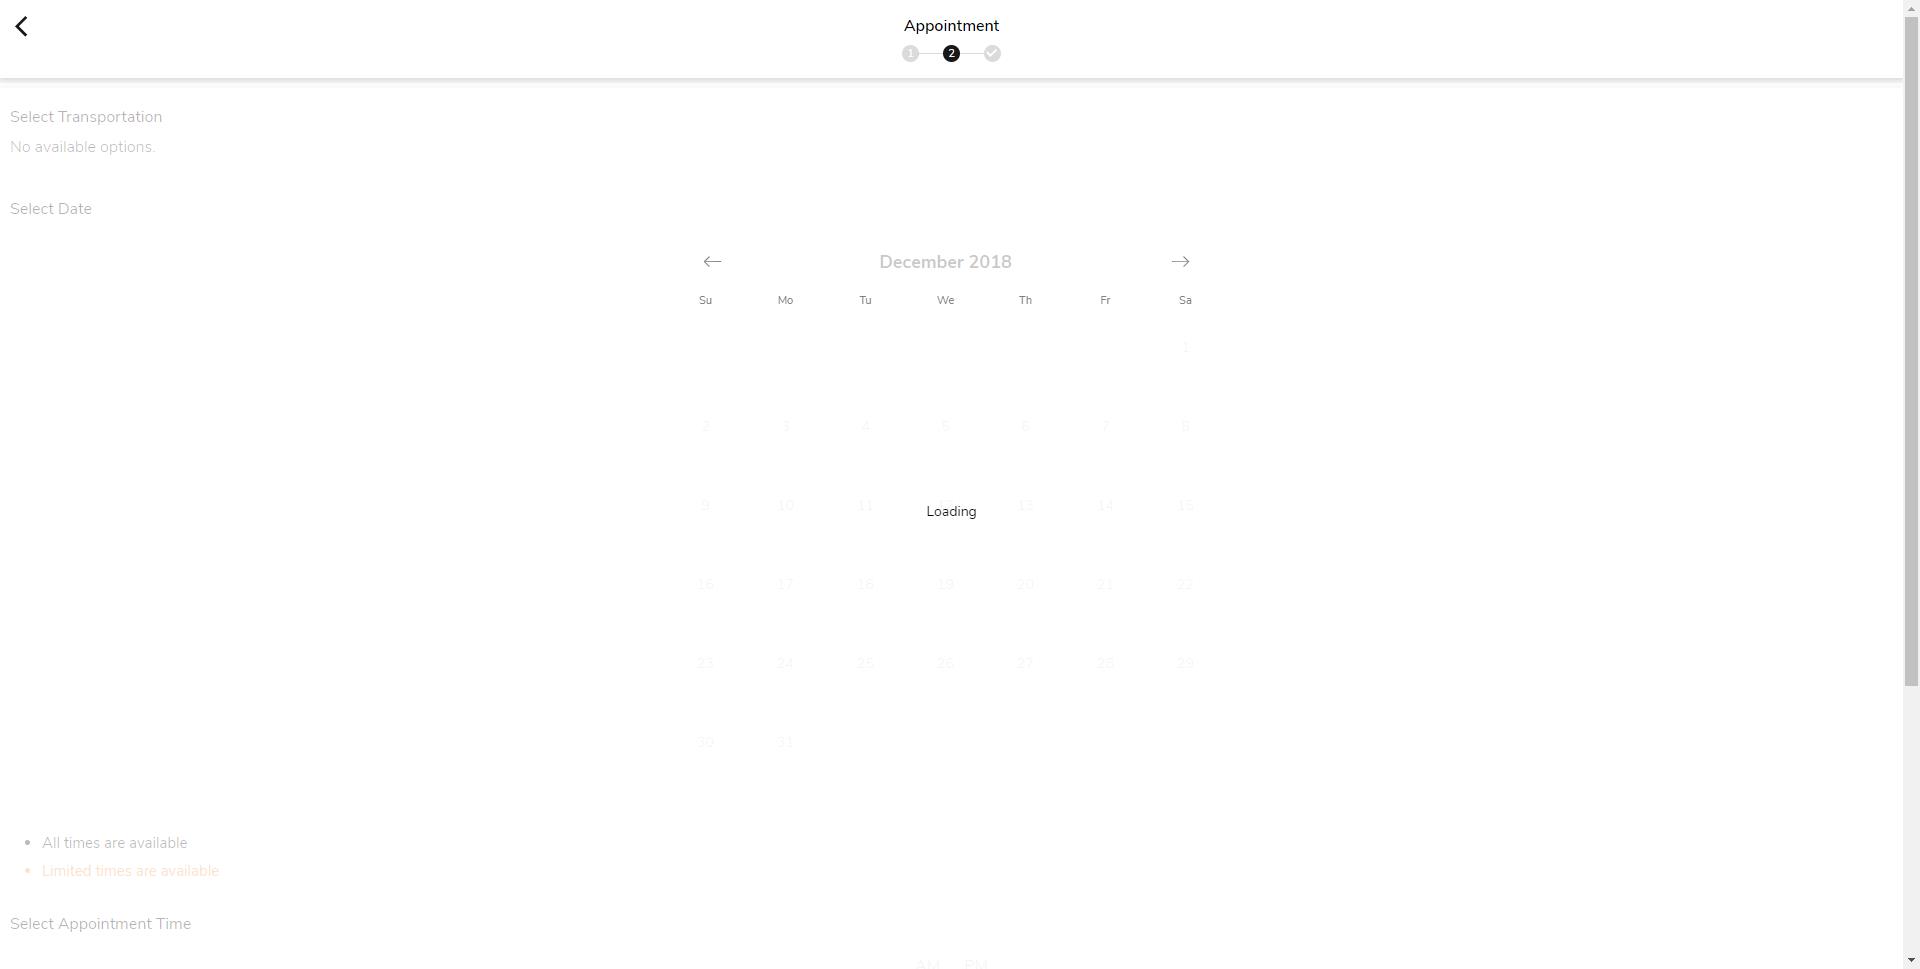 Appointment
1 2
Select Transportation
No available options.
Select Date
December 2018
Su Mo Tu We Th Fr Sa
1
2 3 4 5 6 7 8
9 10 11 12 13 14 15
Loading
16 17 18 19 20 21 22
23 24 25 26 27 28 29
30 31
All times are available
Limited times are available
Select Appointment Time
AM PM